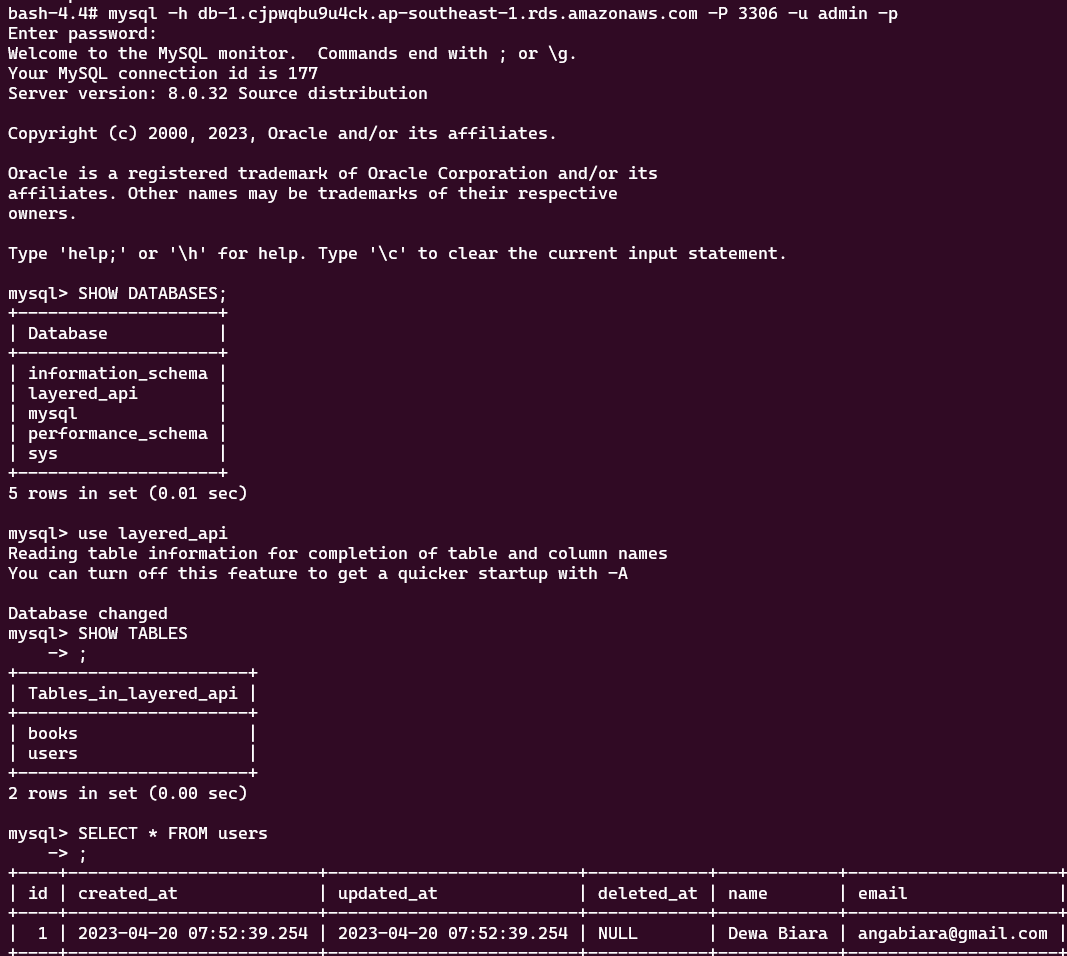 bash-4.4# mysql -h db-1.cjpwqbu9u4ck.ap-southeast-1.rds.amazonaws.com -P 3306 -u admin -p
Enter password:
Welcome to the MySQL monitor.  Commands end with ; or \g.
Your MySQL connection id is 177
Server version: 8.0.32 Source distribution

Copyright (c) 2000, 2023, Oracle and/or its affiliates.

Oracle is a registered trademark of Oracle Corporation and/or its
affiliates. Other names may be trademarks of their respective
owners.

Type 'help;' or '\h' for help. Type '\c' to clear the current input statement.

mysql> SHOW DATABASES;
+--------------------+
| Database           |
+--------------------+
| information_schema |
| layered_api        |
| mysql              |
| performance_schema |
| sys                |
+--------------------+
5 rows in set (0.01 sec)

mysql> use layered_api
Reading table information for completion of table and column names
You can turn off this feature to get a quicker startup with -A

Database changed
mysql> SHOW TABLES
    -> ;
+-----------------------+
| Tables_in_layered_api |
+-----------------------+
| books                 |
| users                 |
+-----------------------+
2 rows in set (0.00 sec)

mysql> SELECT * FROM users
    -> ;
+----+-------------------------+-------------------------+------------+------------+---------------------+
| id | created_at              | updated_at              | deleted_at | name       | email               |
+----+-------------------------+-------------------------+------------+------------+---------------------+
|  1 | 2023-04-20 07:52:39.254 | 2023-04-20 07:52:39.254 | NULL       | Dewa Biara | angabiara@gmail.com |
+----+-------------------------+-------------------------+------------+------------+---------------------+